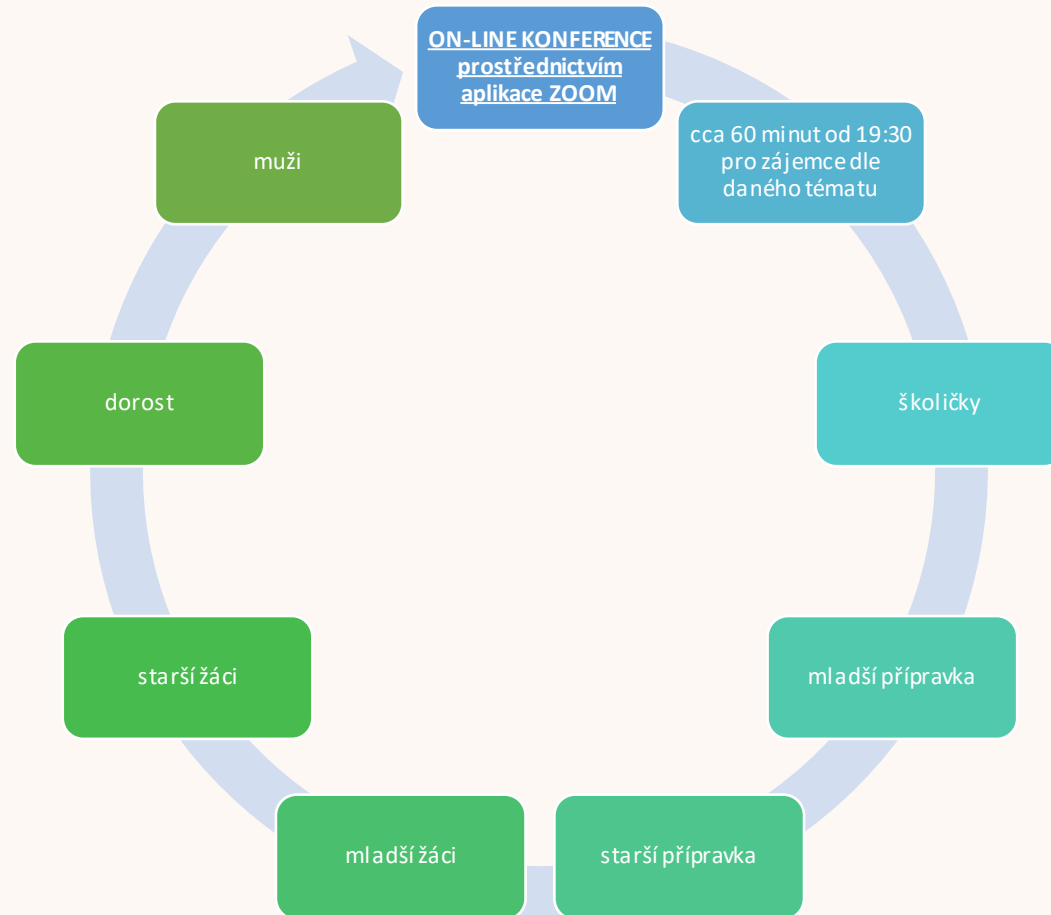 ON-LINE KONFERENCE
prostřednictvím
aplikace ZOOM
cca 60 minut od 19:30
pro zájemce dle
daného tématu
školičky
mladší přípravka
starší přípravka
mladší žáci
starší žáci
dorost
muži